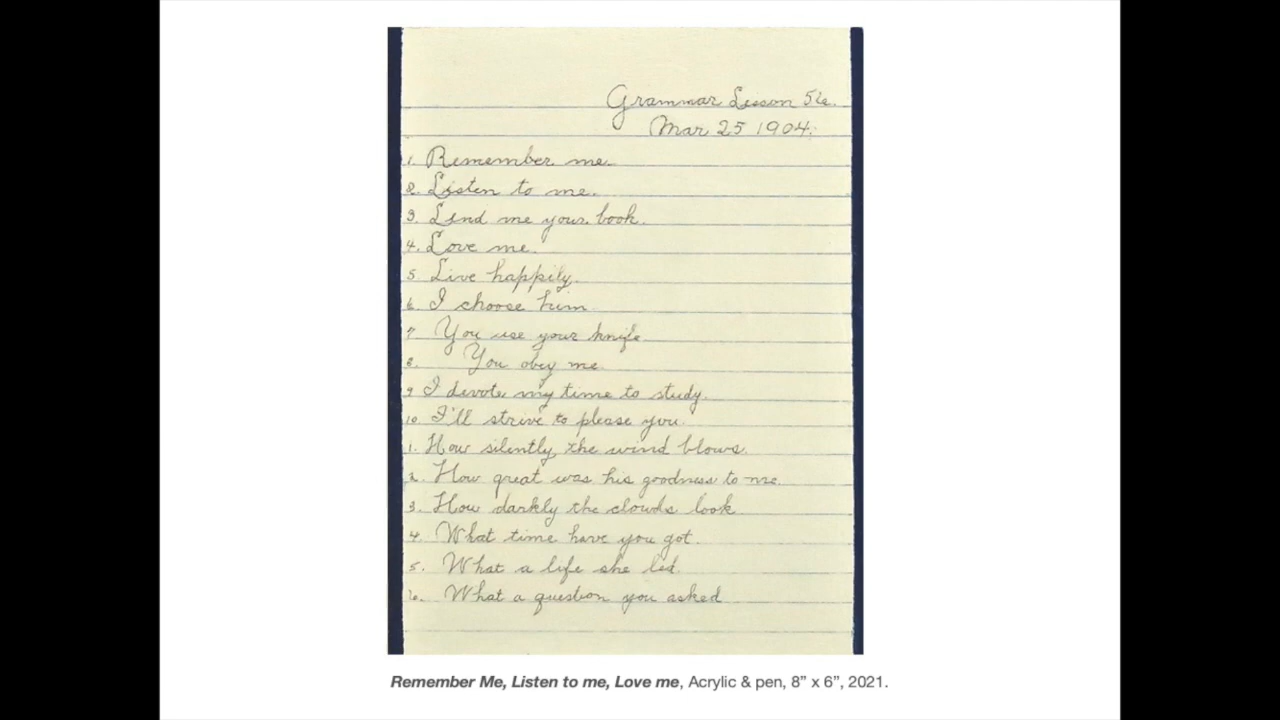 Grammar Lesson 56.
Mar 25 1904.
1. Remember me.
2. Listen to me.
3. Lend me your book.
4. Love me.
5. Live happily.
6 I choose him
7 You use your knife
8. You obey me.
9 I devote my time to study.
10 I'll strive to please you.
1. How silently the wind blows.
2. How great was his goodness to me.
3. How darkly the clouds look
4. What time have you got.
5. What a life she led.
6. What a question you asked
Remember Me, Listen to me, Love me, Acrylic & pen, 8” x 6”, 2021.